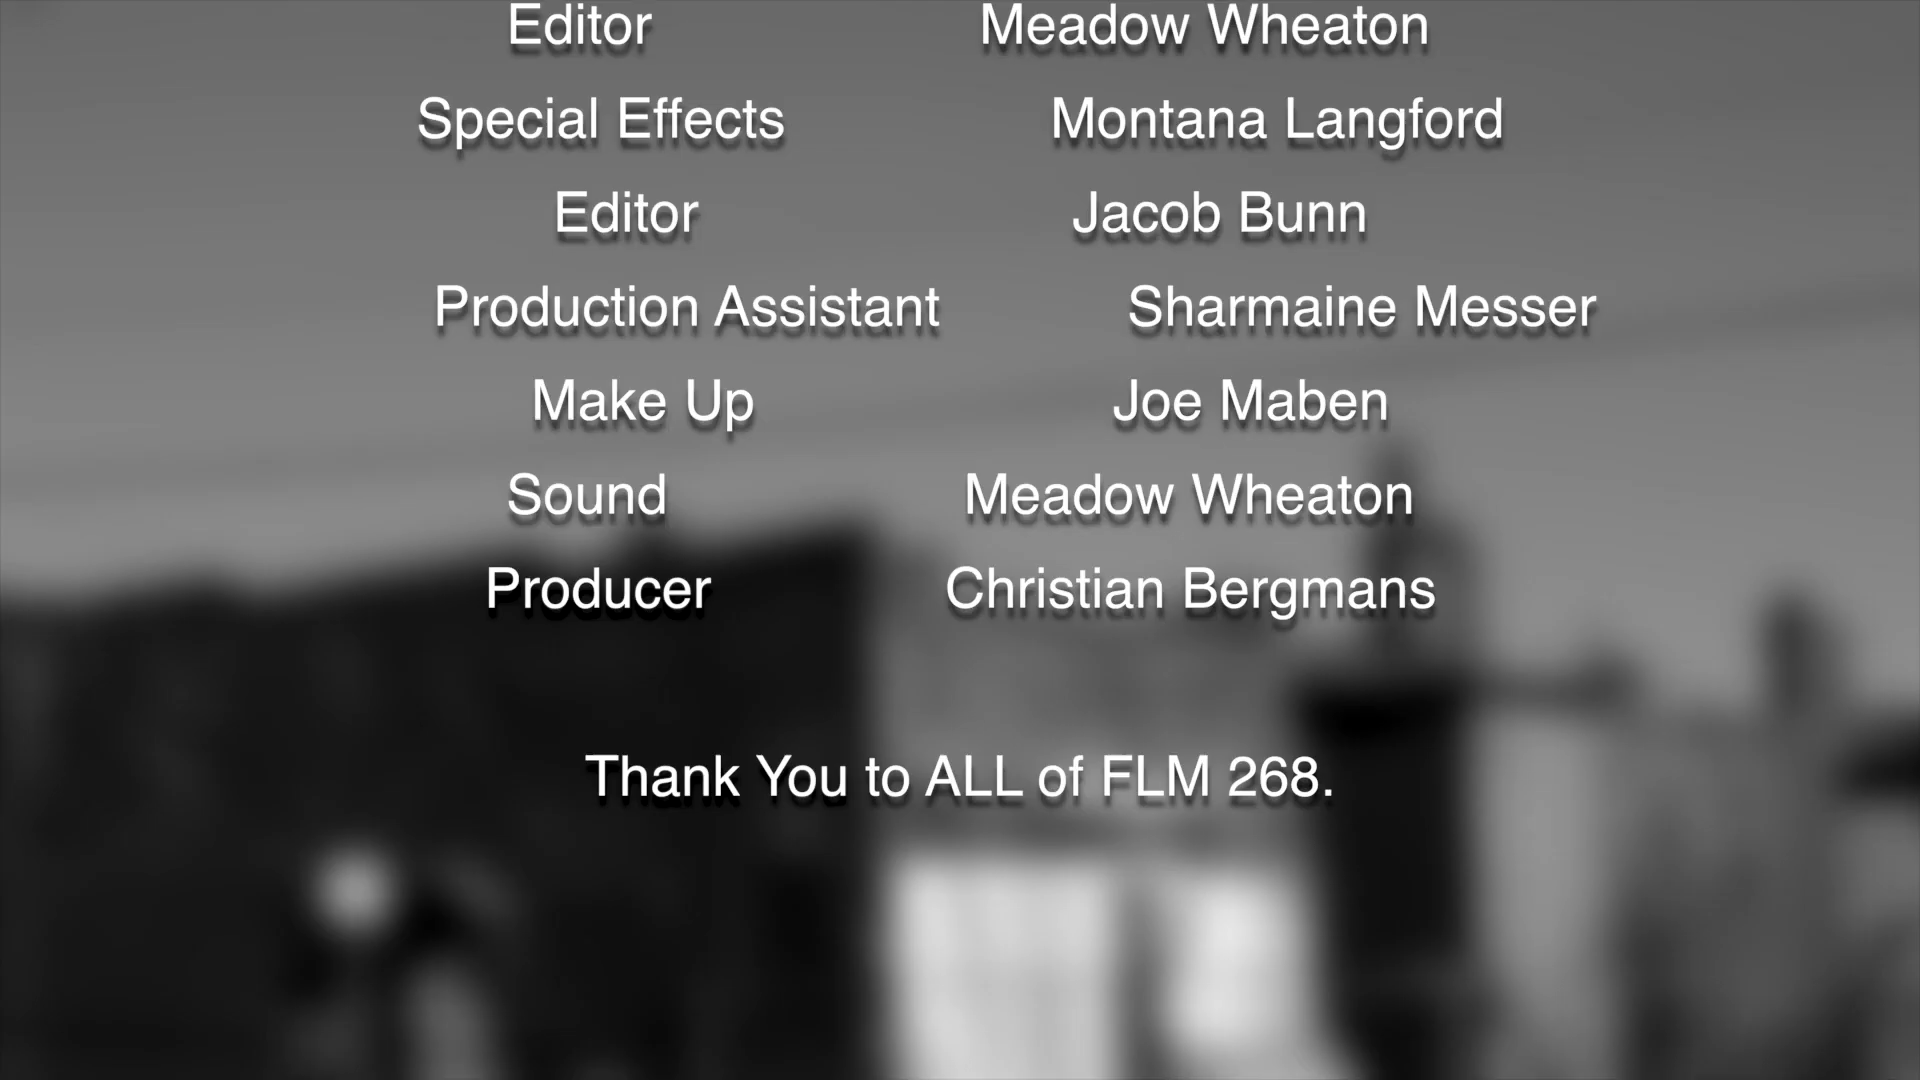 Editor Meadow Wheaton
Special Effects Montana Langford
Editor Jacob Bunn
Production Assistant Sharmaine Messer
Make Up Joe Maben
Sound Meadow Wheaton
Producer Christian Bergmans
Thank You to ALL of FLM 268.